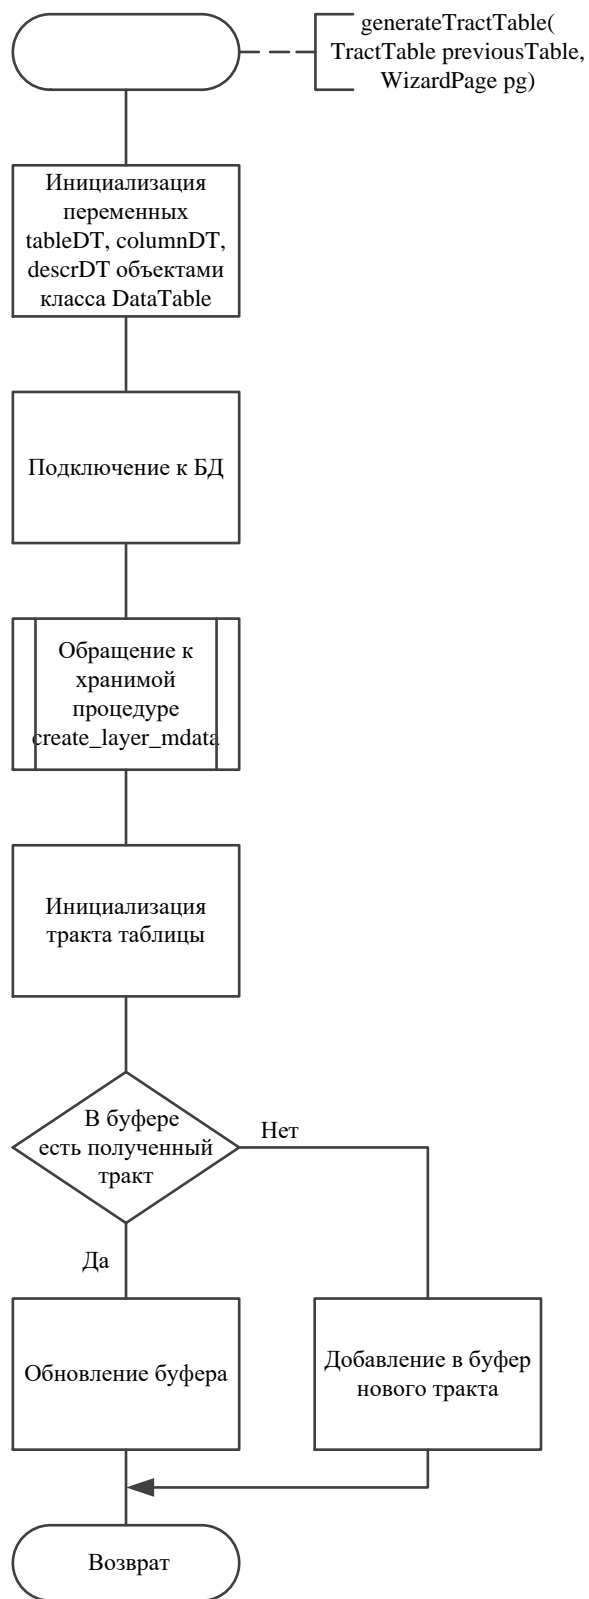 generateTractTable(
TractTable previousTable,
WizardPage pg)
Инициализация
переменных
tableDT, columnDT,
descrDT объектами
класса DataTable
Подключение к БД
Обращение к
хранимой
процедуре
create_layer_mdata
Инициализация
тракта таблицы
В буфере
есть полученный
тракт
Нет
Да
Обновление буфера
Добавление в буфер
нового тракта
Возврат